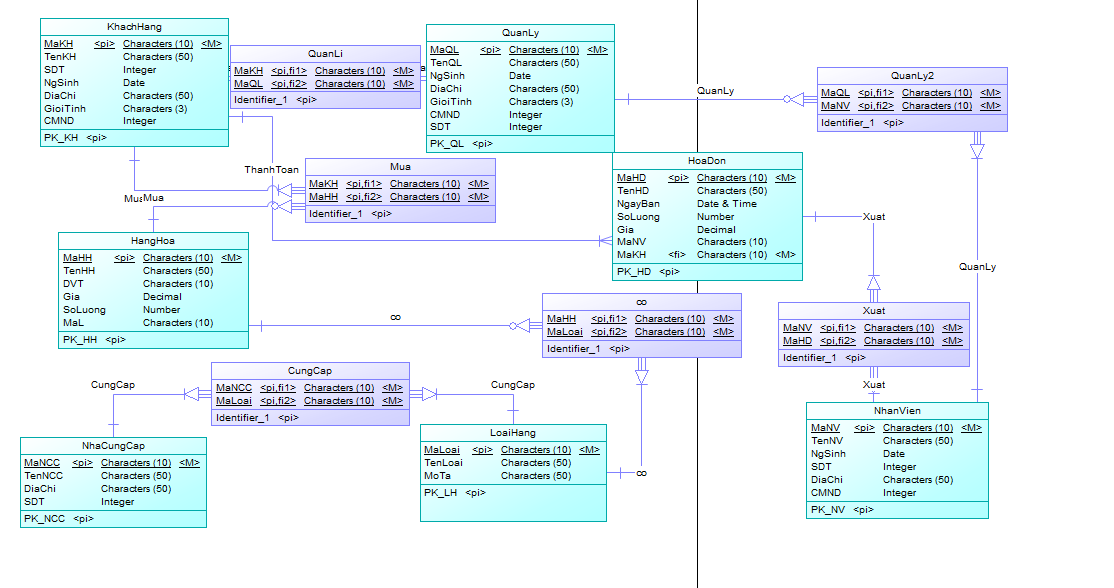 KhachHang
MaKH <pi> Characters (10) <M>
TenKH Characters (50)
SDT Integer
NgSinh Date
DiaChi Characters (50)
GioiTinh Characters (3)
CMND Integer
PK_KH <pi>
QuanLi
MaKH <pi,fi1> Characters (10) <M>
MaQL <pi,fi2> Characters (10) <M>
Identifier_1 <pi>
QuanLy
MaQL <pi> Characters (10) <M>
TenQL Characters (50)
NgSinh Date
DiaChi Characters (50)
GioiTinh Characters (3)
CMND Integer
SDT Integer
PK_QL <pi>
QuanLy
QuanLy2
MaQL <pi,fi1> Characters (10) <M>
MaNV <pi,fi2> Characters (10) <M>
Identifier_1 <pi>
ThanhToan
Mua
MaKH <pi,fi1> Characters (10) <M>
MaHH <pi,fi2> Characters (10) <M>
Identifier_1 <pi>
Mua
HoaDon
MaHD <pi> Characters (10) <M>
TenHD Characters (50)
NgayBan Date & Time
SoLuong Number
Gia Decimal
MaNV Characters (10)
MaKH <fi> Characters (10) <M>
PK_HD <pi>
Xuat
QuanLy
HangHoa
MaHH <pi> Characters (10) <M>
TenHH Characters (50)
DVT Characters (10)
Gia Decimal
SoLuong Number
MaL Characters (10)
PK_HH <pi>
co
co
MaHH <pi,fi1> Characters (10) <M>
MaLoai <pi,fi2> Characters (10) <M>
Identifier_1 <pi>
Xuat
MaNV <pi,fi1> Characters (10) <M>
MaHD <pi,fi2> Characters (10) <M>
Identifier_1 <pi>
Xuat
CungCap
CungCap
MaNCC <pi,fi1> Characters (10) <M>
MaLoai <pi,fi2> Characters (10) <M>
Identifier_1 <pi>
CungCap
NhaCungCap
MaNCC <pi> Characters (10) <M>
TenNCC Characters (50)
DiaChi Characters (50)
SDT Integer
PK_NCC <pi>
LoaiHang
MaLoai <pi> Characters (10) <M>
TenLoai Characters (50)
MoTa Characters (50)
PK_LH <pi>
co
NhanVien
MaNV <pi> Characters (10) <M>
TenNV Characters (50)
NgSinh Date
SDT Integer
DiaChi Characters (50)
CMND Integer
PK_NV <pi>